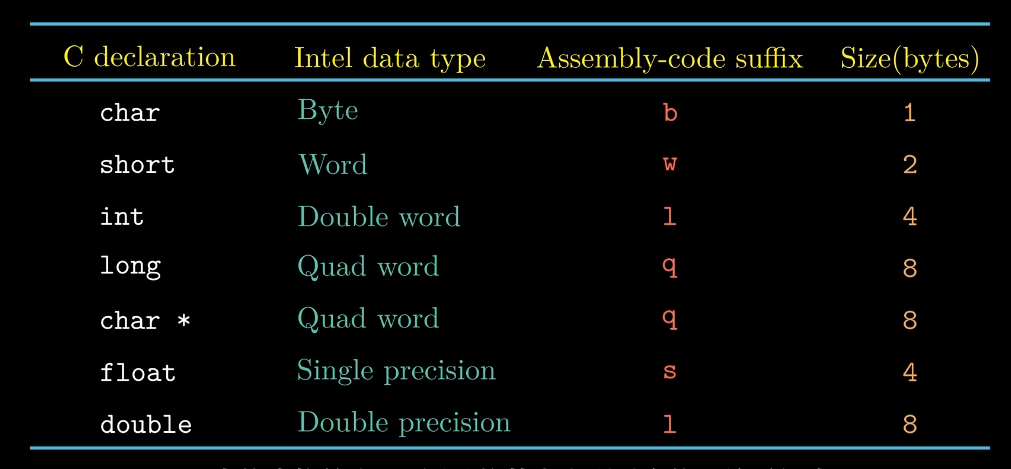 C declaration Intel data type Assembly-code suffix Size(bytes)
char Byte b 1
short Word w 2
int Double word l 4
long Quad word q 8
char * Quad word q 8
float Single precision s 4
double Double precision l 8